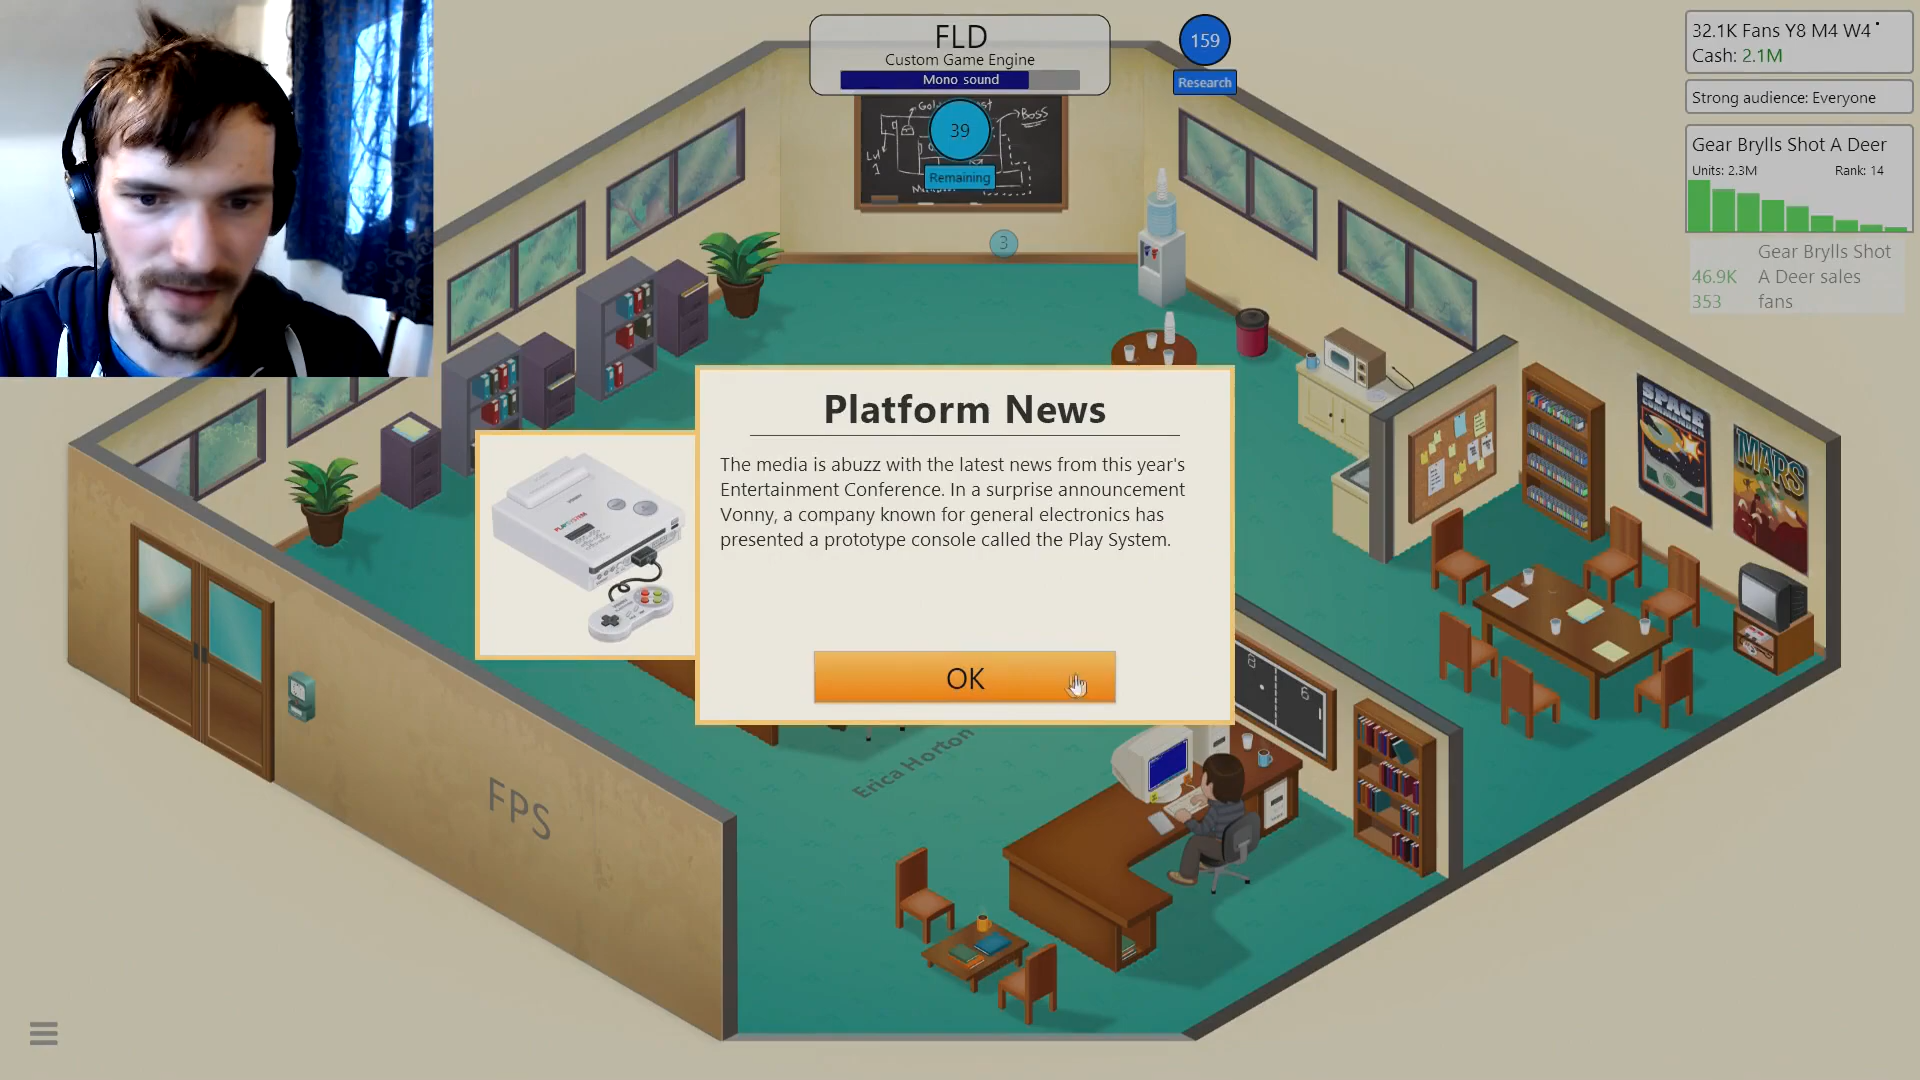 FLD
Custom Game Engine
Mono sound
159
Research
32.1K Fans Y8 M4 W4
Cash: 2.1M
Strong audience: Everyone
Gear Brylls Shot A Deer
Units: 2.3M Rank: 14
Gear Brylls Shot
46.9K A Deer sales
353 fans
BOSS
Lvl
1
39
Remaining
3
SPACE
MARS
Platform News
The media is abuzz with the latest news from this year's
Entertainment Conference. In a surprise announcement
Vonny, a company known for general electronics has
presented a prototype console called the Play System.
OK
6
Erica Horton
FPS